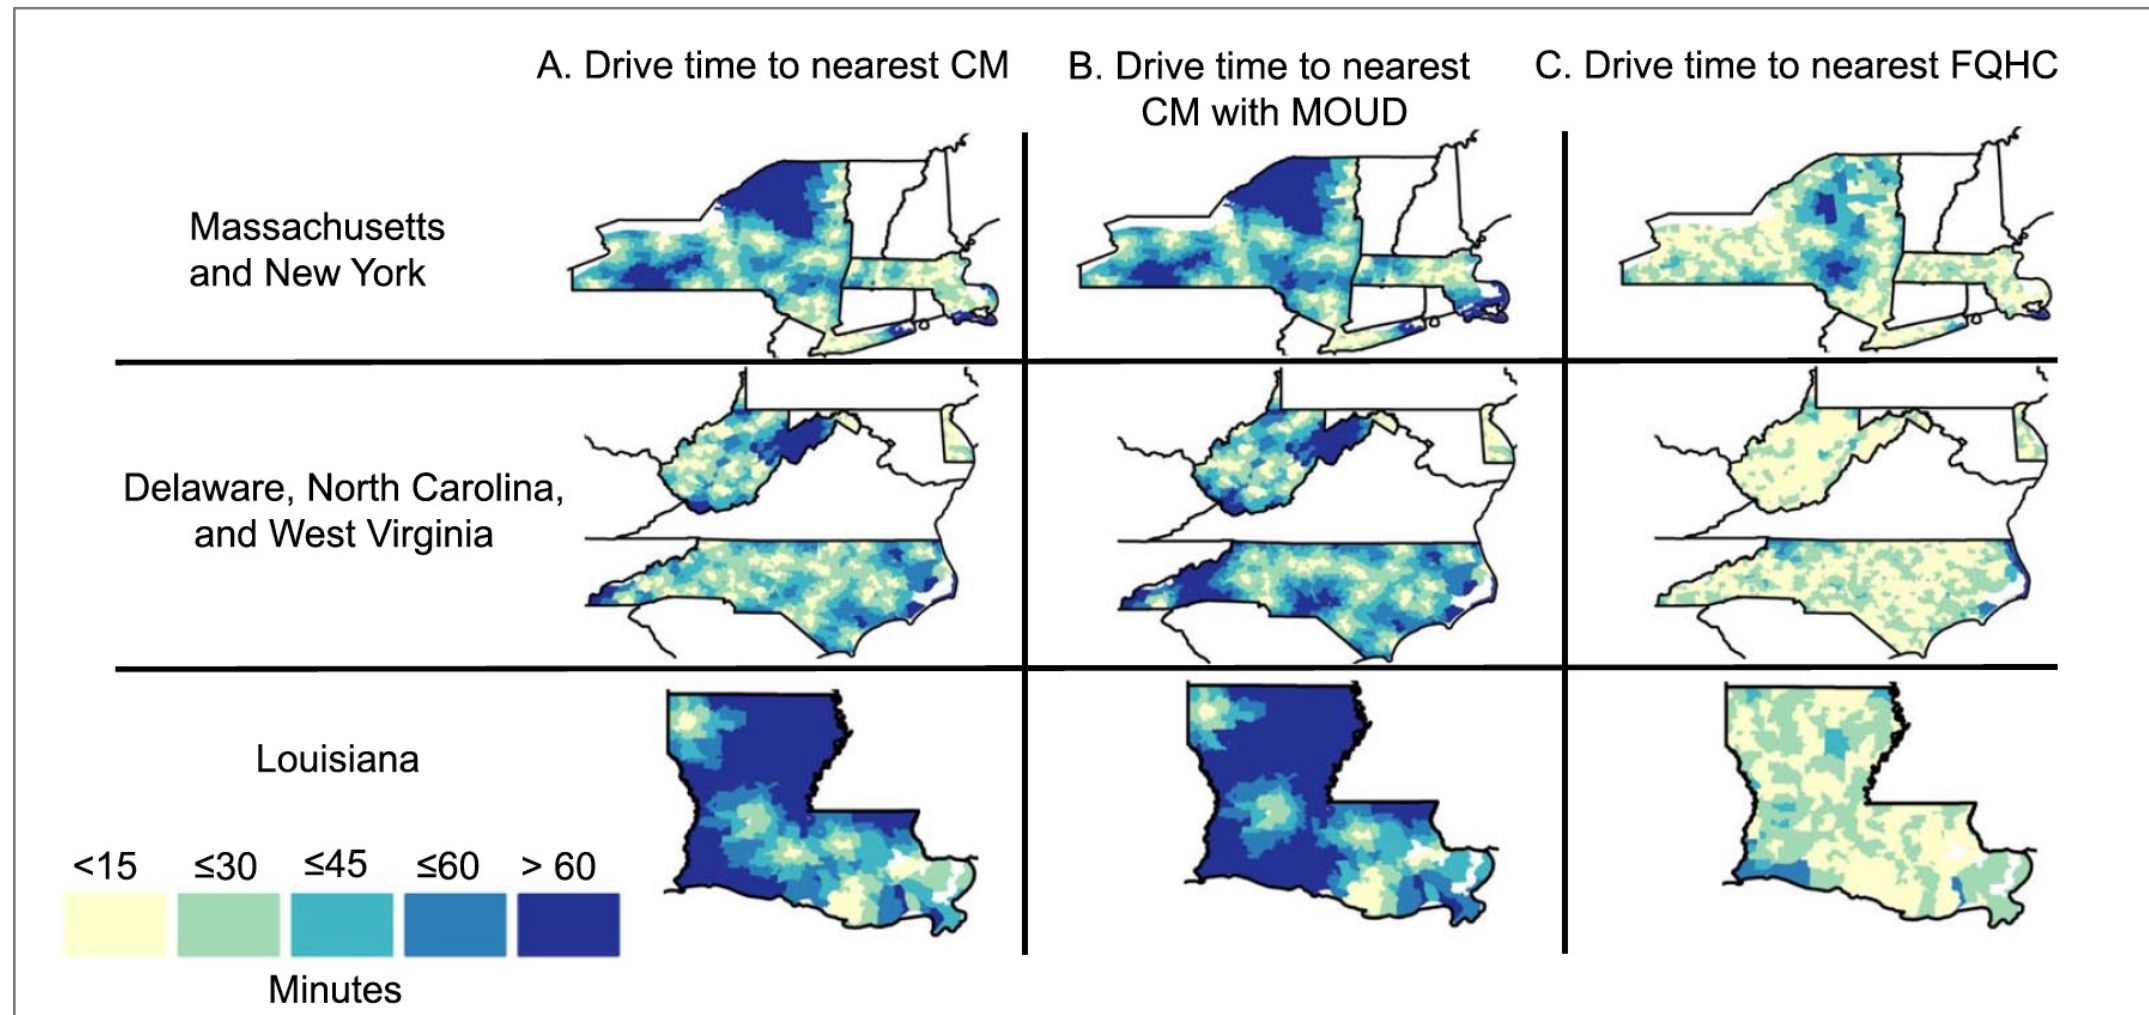 A. Drive time to nearest CM
B. Drive time to nearest
CM with MOUD
C. Drive time to nearest FQHC
Massachusetts
and New York
Delaware, North Carolina,
and West Virginia
Louisiana
<15 ≤30 ≤45 ≤60 > 60
Minutes